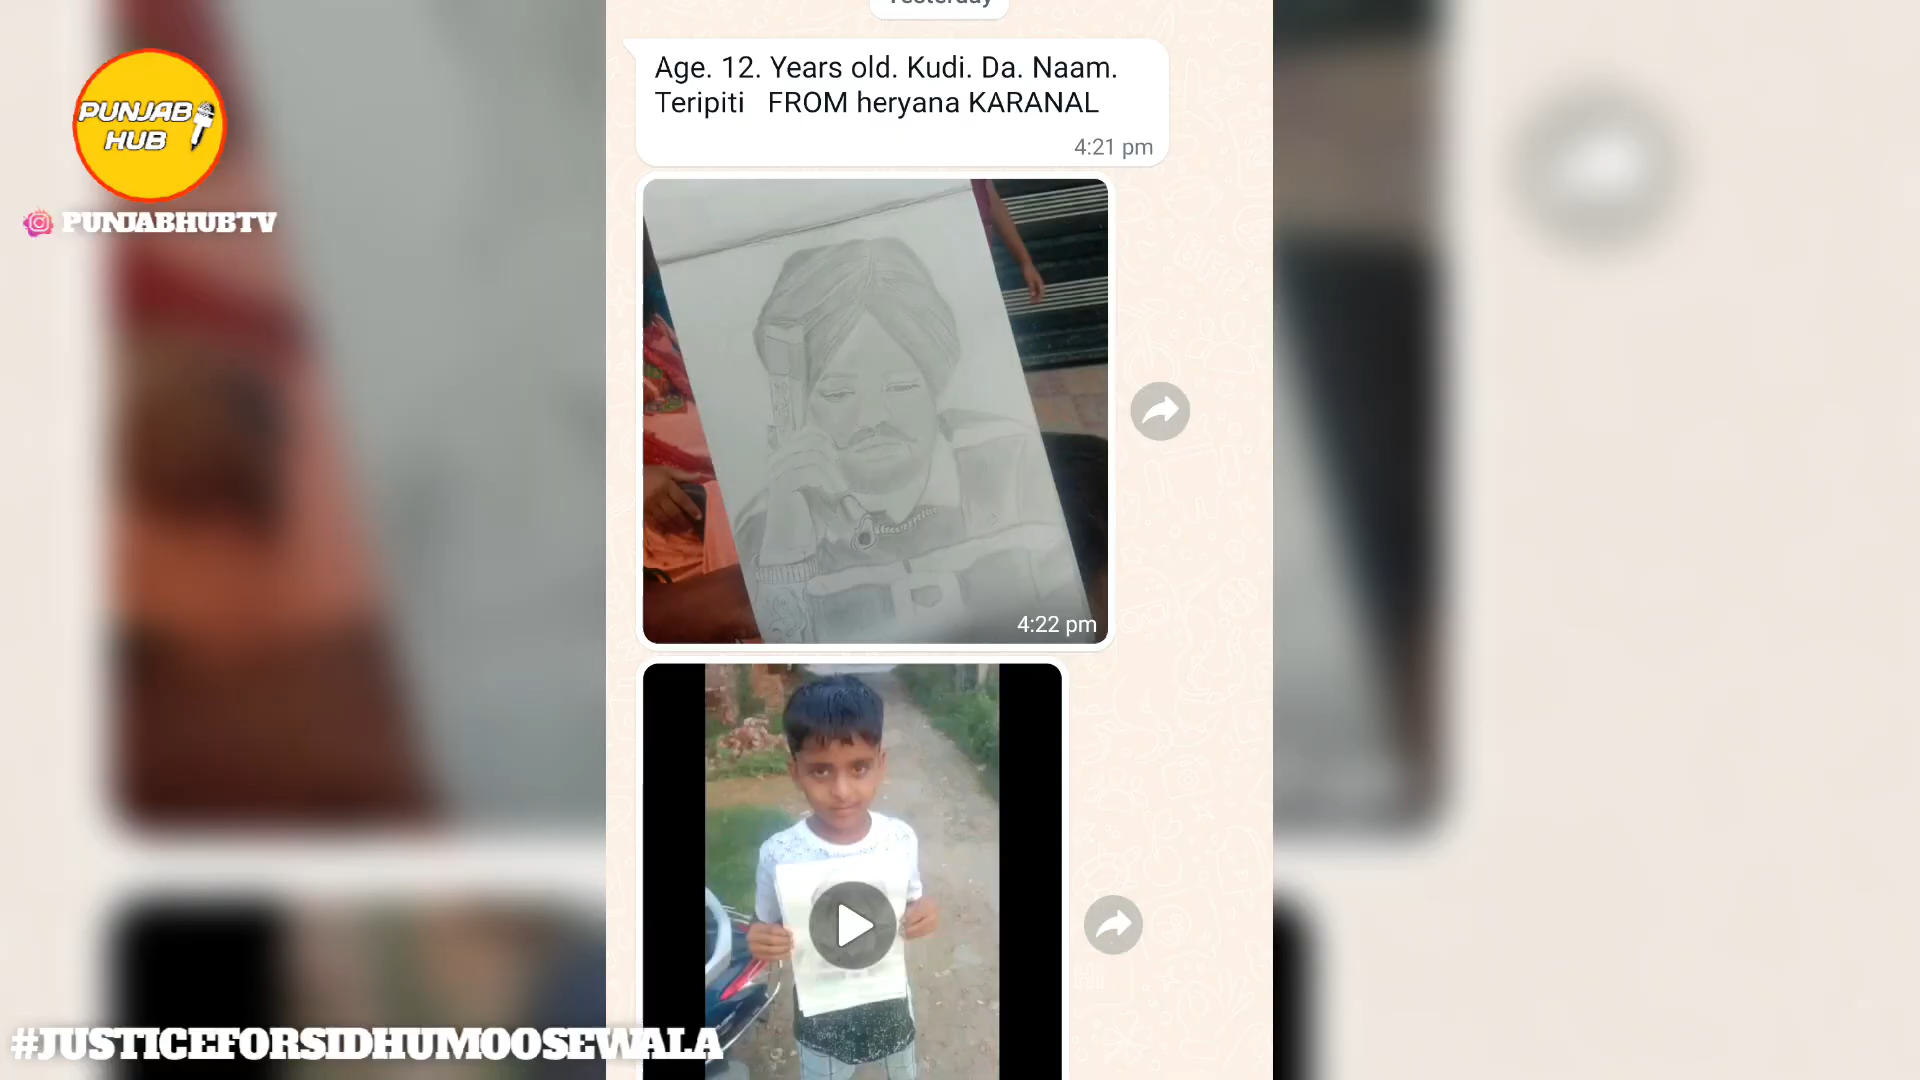 Yesterday
PUNJAB
HUB
PUNJABHUBTV
Age. 12. Years old. Kudi. Da. Naam.
Teripiti FROM heryana KARANAL
4:21 pm
4:22 pm
#JUSTICEFORSIDHUMOOSEWALA